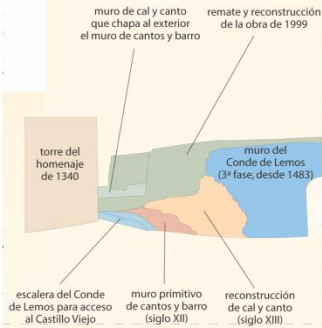 muro de cal y canto
que chapa al exterior
el muro de cantos y barro
remate y reconstrucción
de la obra de 1999
torre del
homenaje
de 1340
muro del
Conde de Lemos
(3ª fase, desde 1483)
escalera del Conde
de Lemos para acceso
al Castillo Viejo
muro primitivo
de cantos y barro
(siglo XII)
reconstrucción
de cal y canto
(siglo XIII)